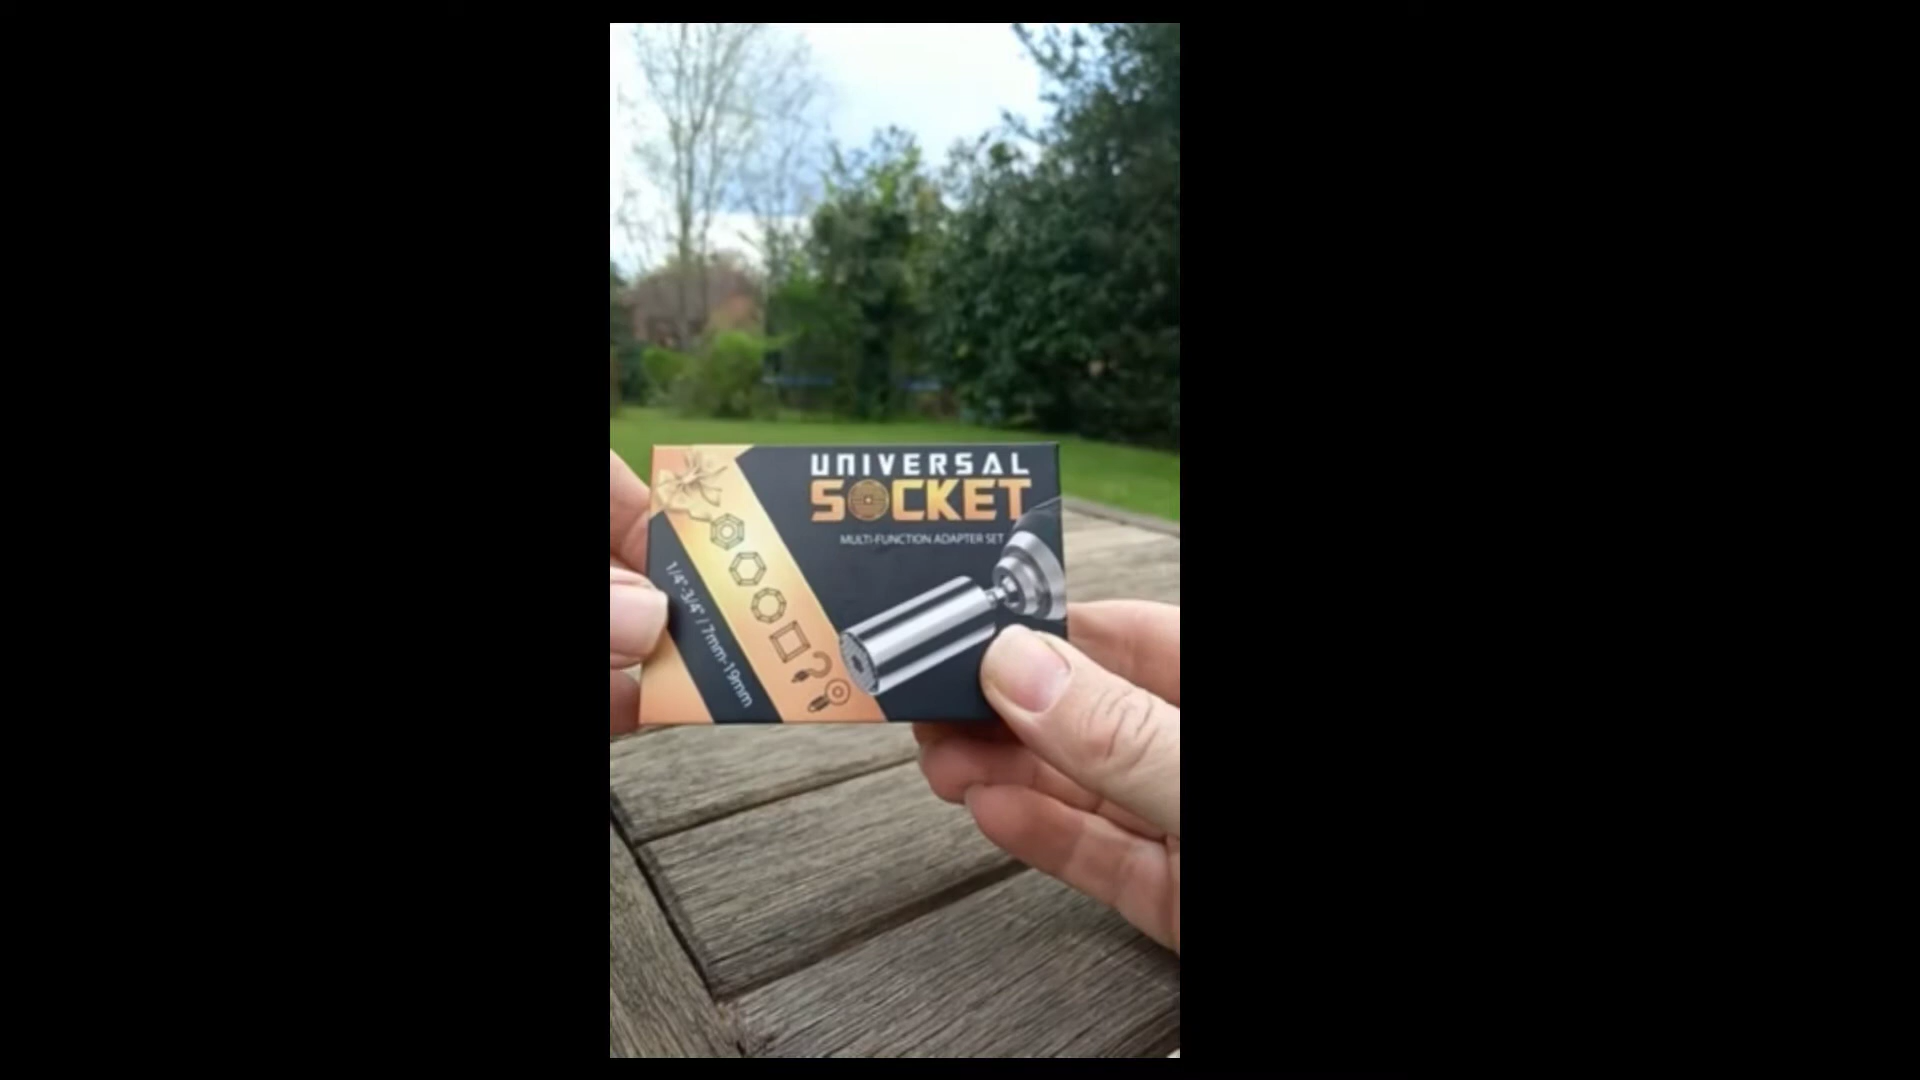 UNIVERSAL
SOCKET
MULTI-FUNCTION ADAPTER SET
1/4"-3/4" / 7mm-19mm